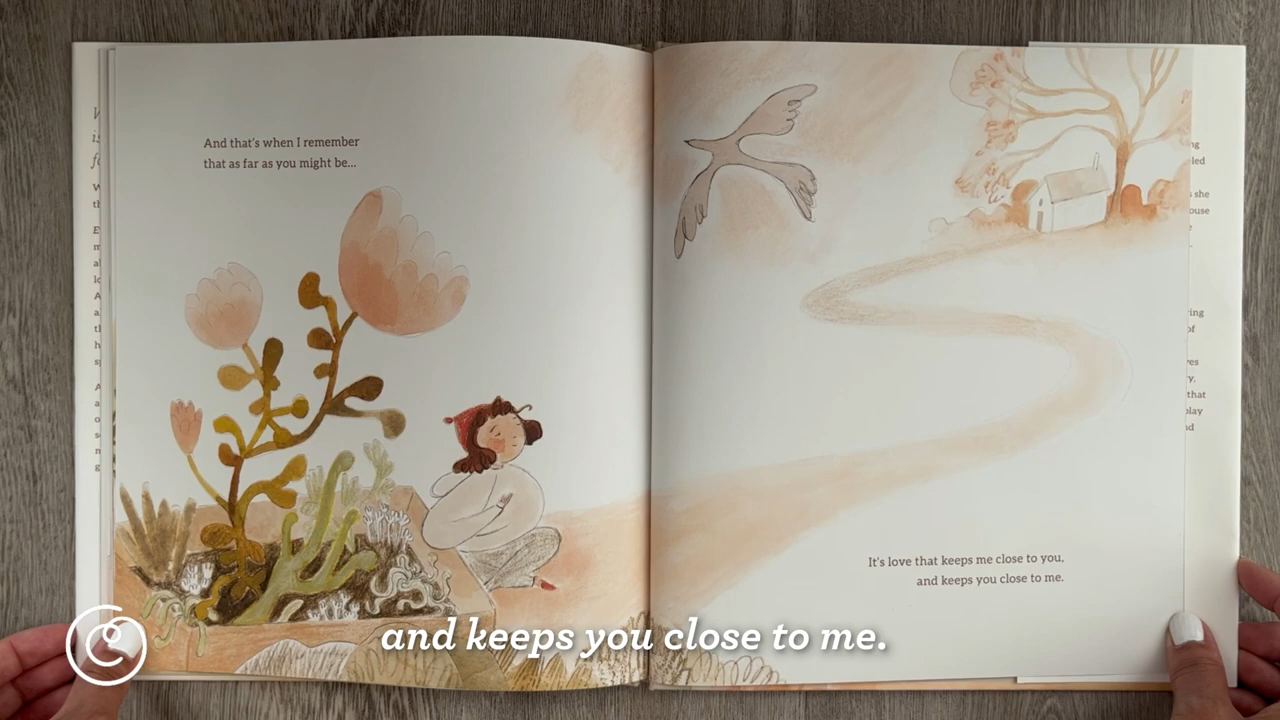 And that's when I remember
that as far as you might be...
It's love that keeps me close to you,
and keeps you close to me.
and keeps you close to me.